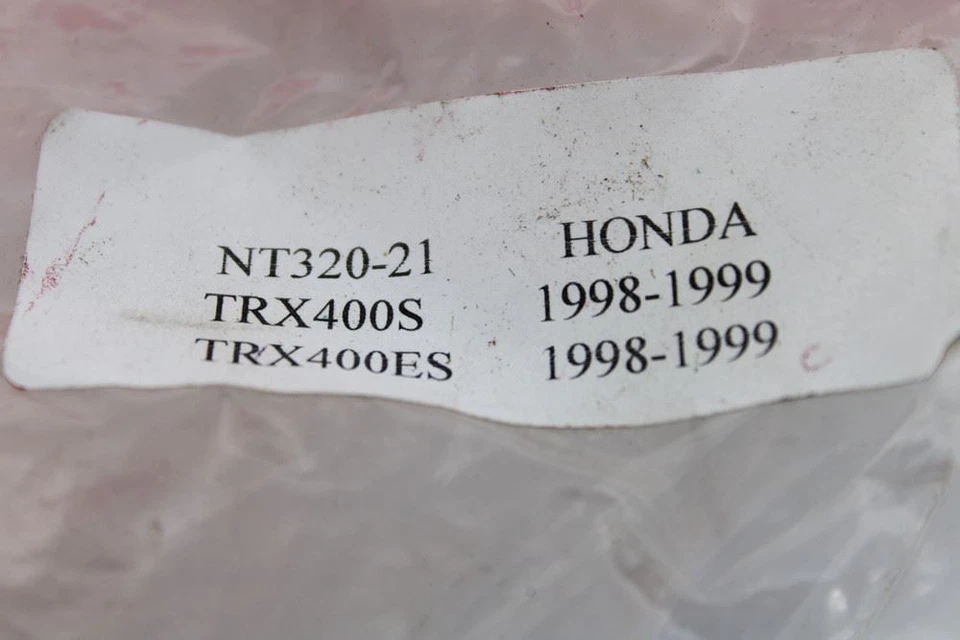 NT320-21 HONDA
TRX400S 1998-1999
TRX400ES 1998-1999
c